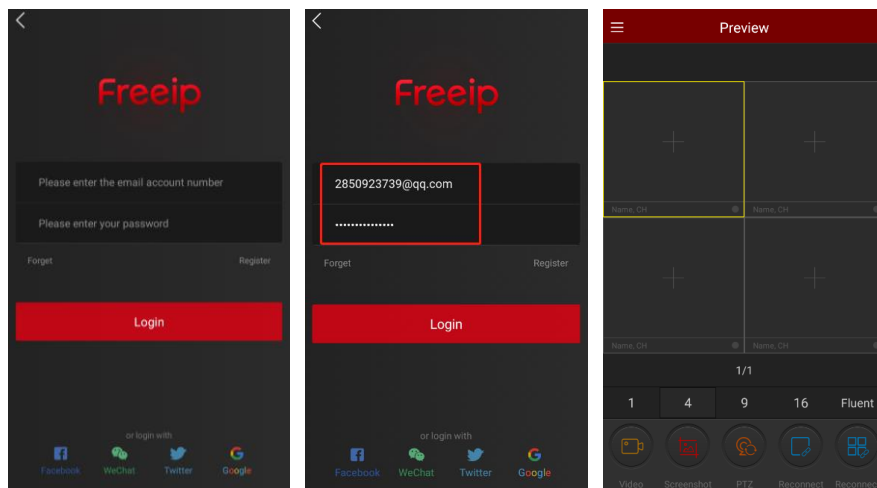 Freeip
Please enter the email account number
Please enter your password
Forget Register
Login
or login with
Facebook WeChat Twitter Google
Freeip
2850923739@qq.com
••••••••••••••
Forget Register
Login
or login with
Facebook WeChat Twitter Google
Preview
Name, CH Name, CH
Name, CH Name, CH
1/1
1 4 9 16 Fluent
Video Screenshot PTZ Reconnect Reconnec